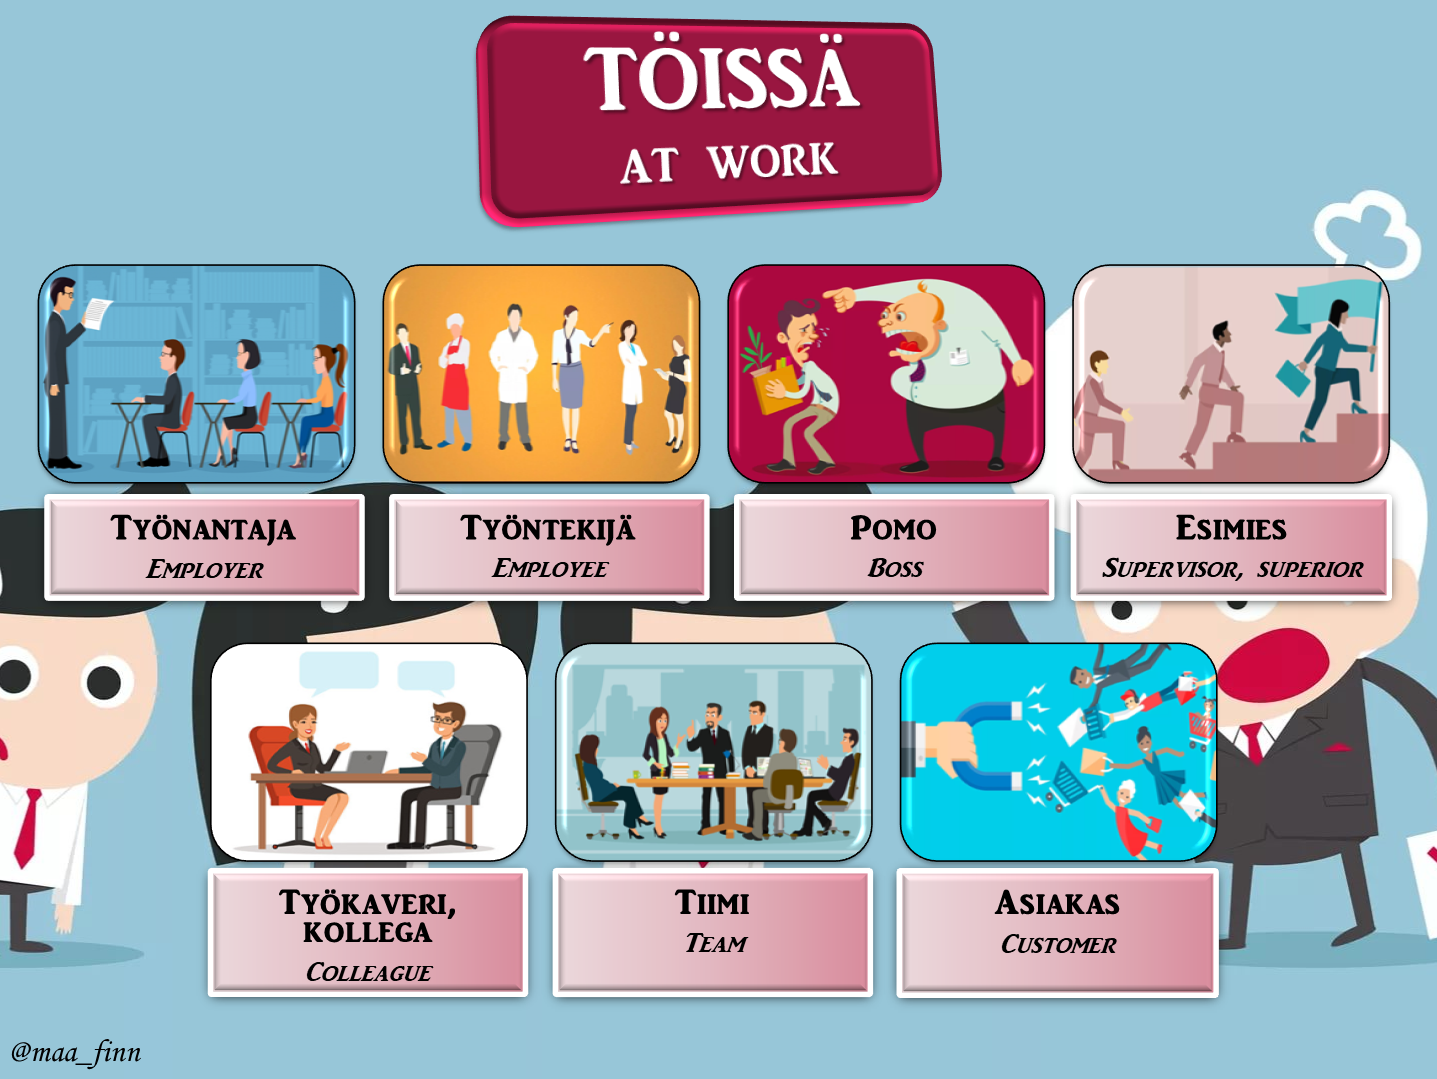 TÖISSÄ
AT WORK
TYÖNANTAJA
EMPLOYER
TYÖNTEKIJÄ
EMPLOYEE
POMO
BOSS
ESIMIES
SUPERVISOR, SUPERIOR
TYÖKAVERI,
KOLLEGA
COLLEAGUE
TIIMI
TEAM
ASIAKAS
CUSTOMER
@maa_finn